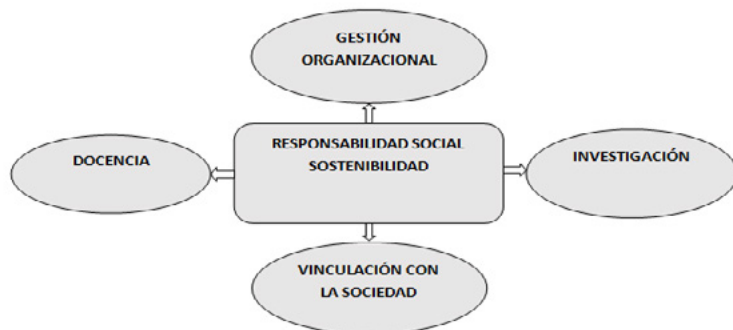 GESTIÓN
ORGANIZACIONAL
RESPONSABILIDAD SOCIAL
SOSTENIBILIDAD
DOCENCIA
INVESTIGACIÓN
VINCULACIÓN CON
LA SOCIEDAD